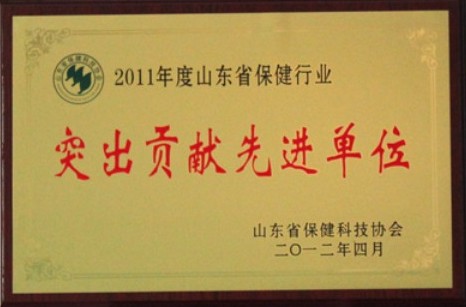 2011年度山东省保健行业
突出贡献先进单位
山东省保健科技协会
二〇一二年四月